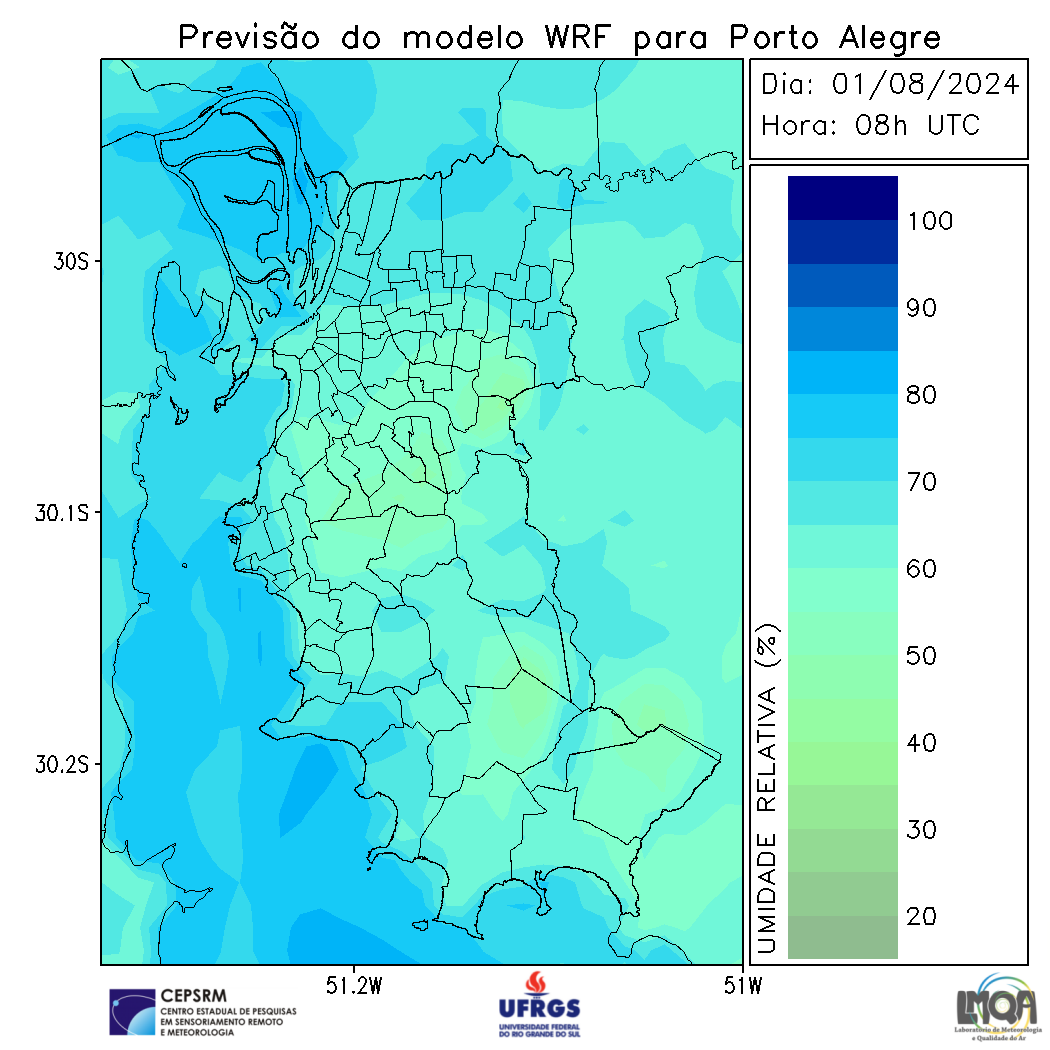 Previsão do modelo WRF para Porto Alegre
Dia: 01/08/2024
Hora: 08h UTC
30S
30.1S
30.2S
51.2W
51W
UMIDADE RELATIVA (%)
100
90
80
70
60
50
40
30
20
CEPSRM
CENTRO ESTADUAL DE PESQUISAS
EM SENSORIAMENTO REMOTO
E METEOROLOGIA
UFRGS
UNIVERSIDADE FEDERAL
DO RIO GRANDE DO SUL
LMQA
Laboratório de Meteorologia
e Qualidade do Ar